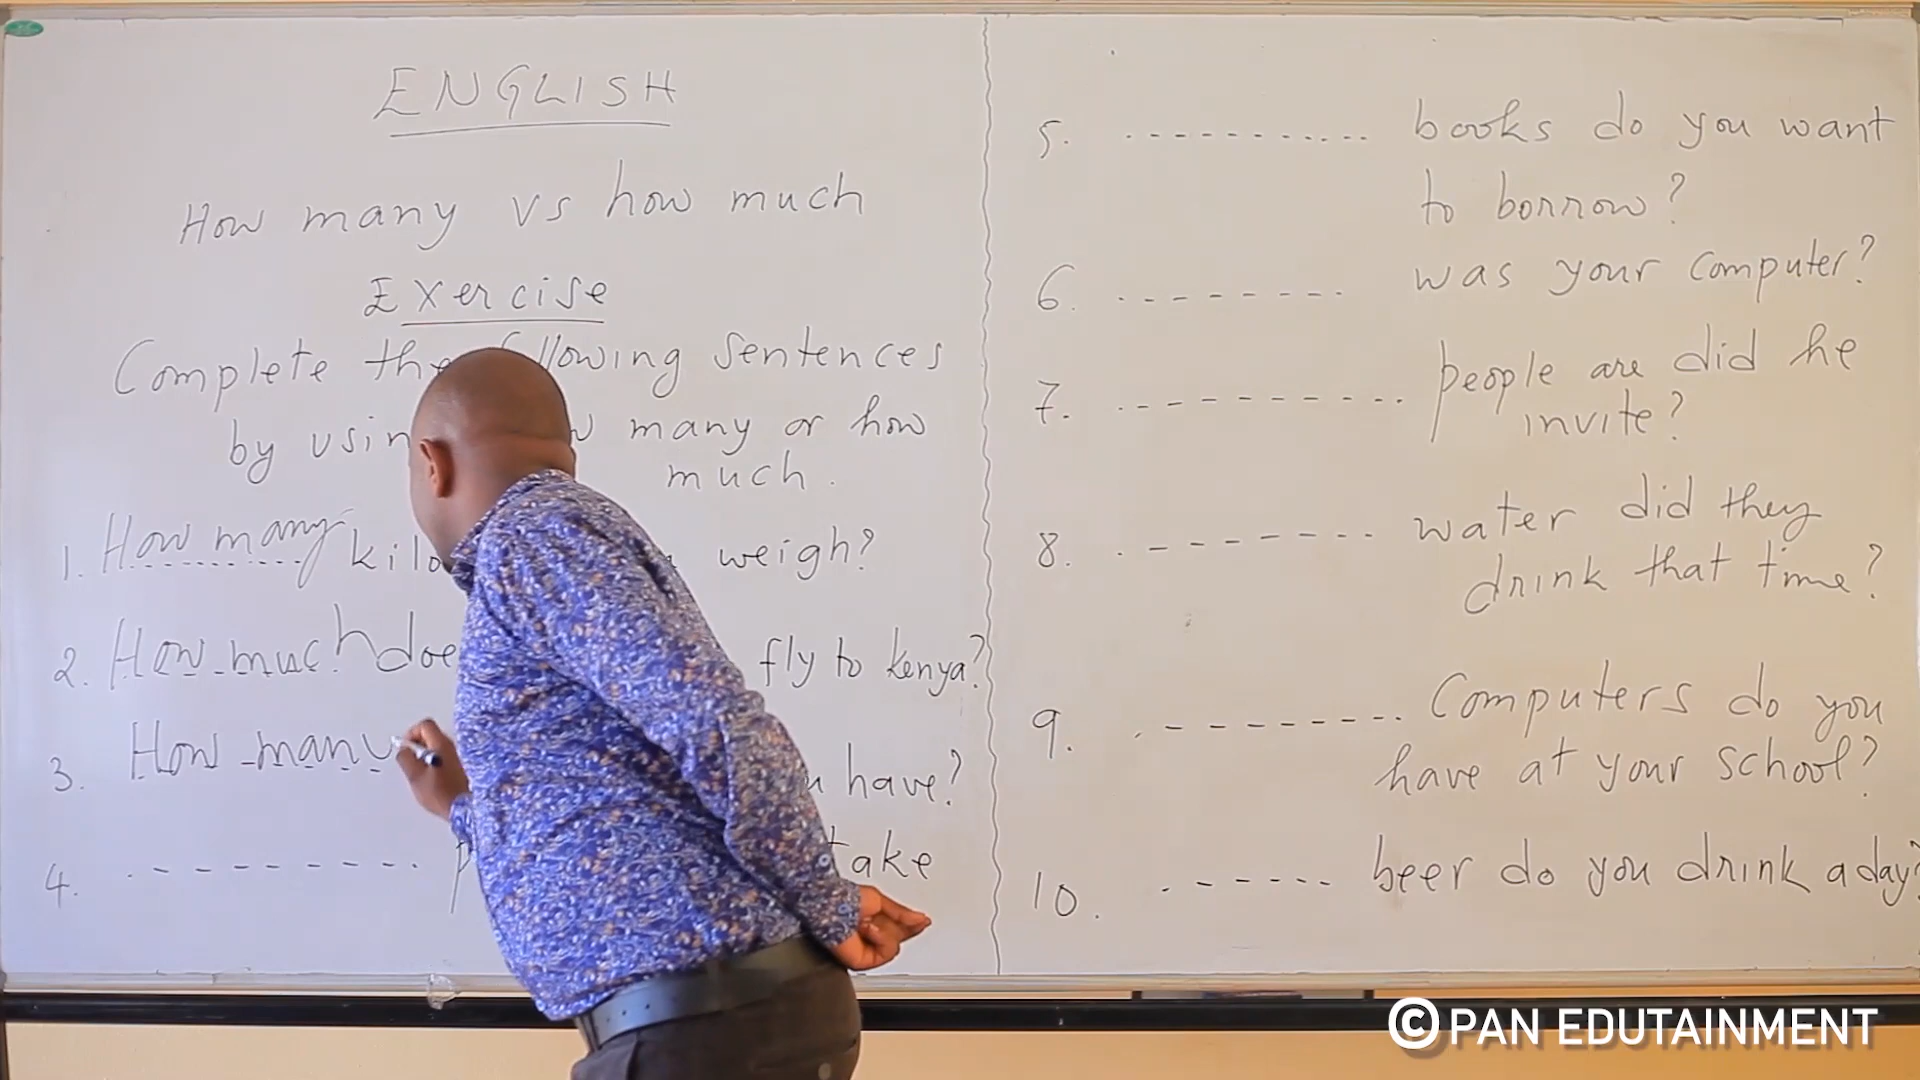 ENGLISH
How many vs how much
Exercise
Complete the following sentences
by many or how
much.
1. How many weigh?
2. How much fly to kenya?
3. How many have?
4. .-------- take
5. .---------- books do you want
to borrow?
6. .------- was your computer?
7. .--------- people are did he
invite?
8. .------- water did they
drink that time?
9. .------- Computers do you
have at your school?
10. .----- beer do you drink a day?
© PAN EDUTAINMENT